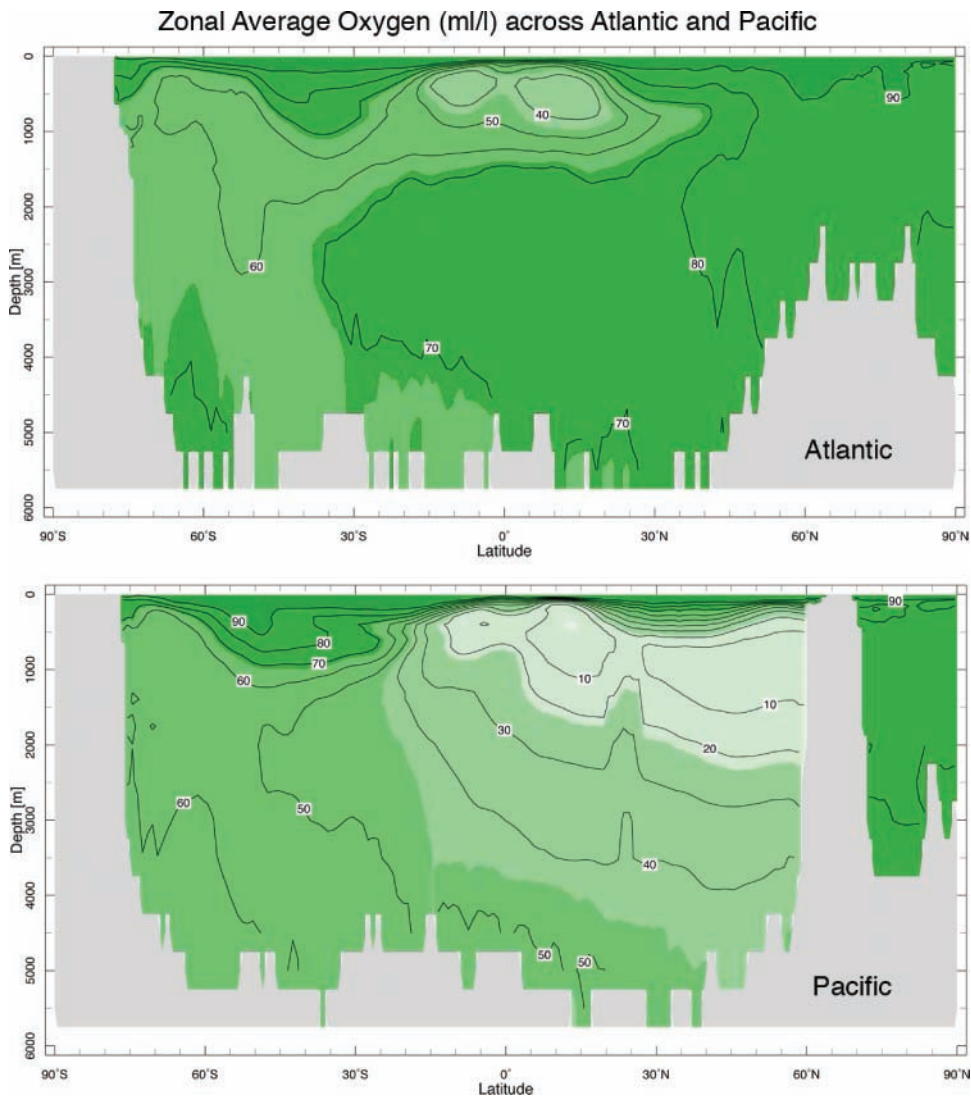 Zonal Average Oxygen (ml/l) across Atlantic and Pacific
0
1000
2000
3000
4000
5000
6000
Depth [m]
90
50
40
60
80
70
70
Atlantic
90°S
60°S
30°S
0°
30°N
60°N
90°N
Latitude
0
1000
2000
3000
4000
5000
6000
Depth [m]
90
90
80
70
60
10
10
30
20
60
50
40
50
50
Pacific
90°S
60°S
30°S
0°
30°N
60°N
90°N
Latitude